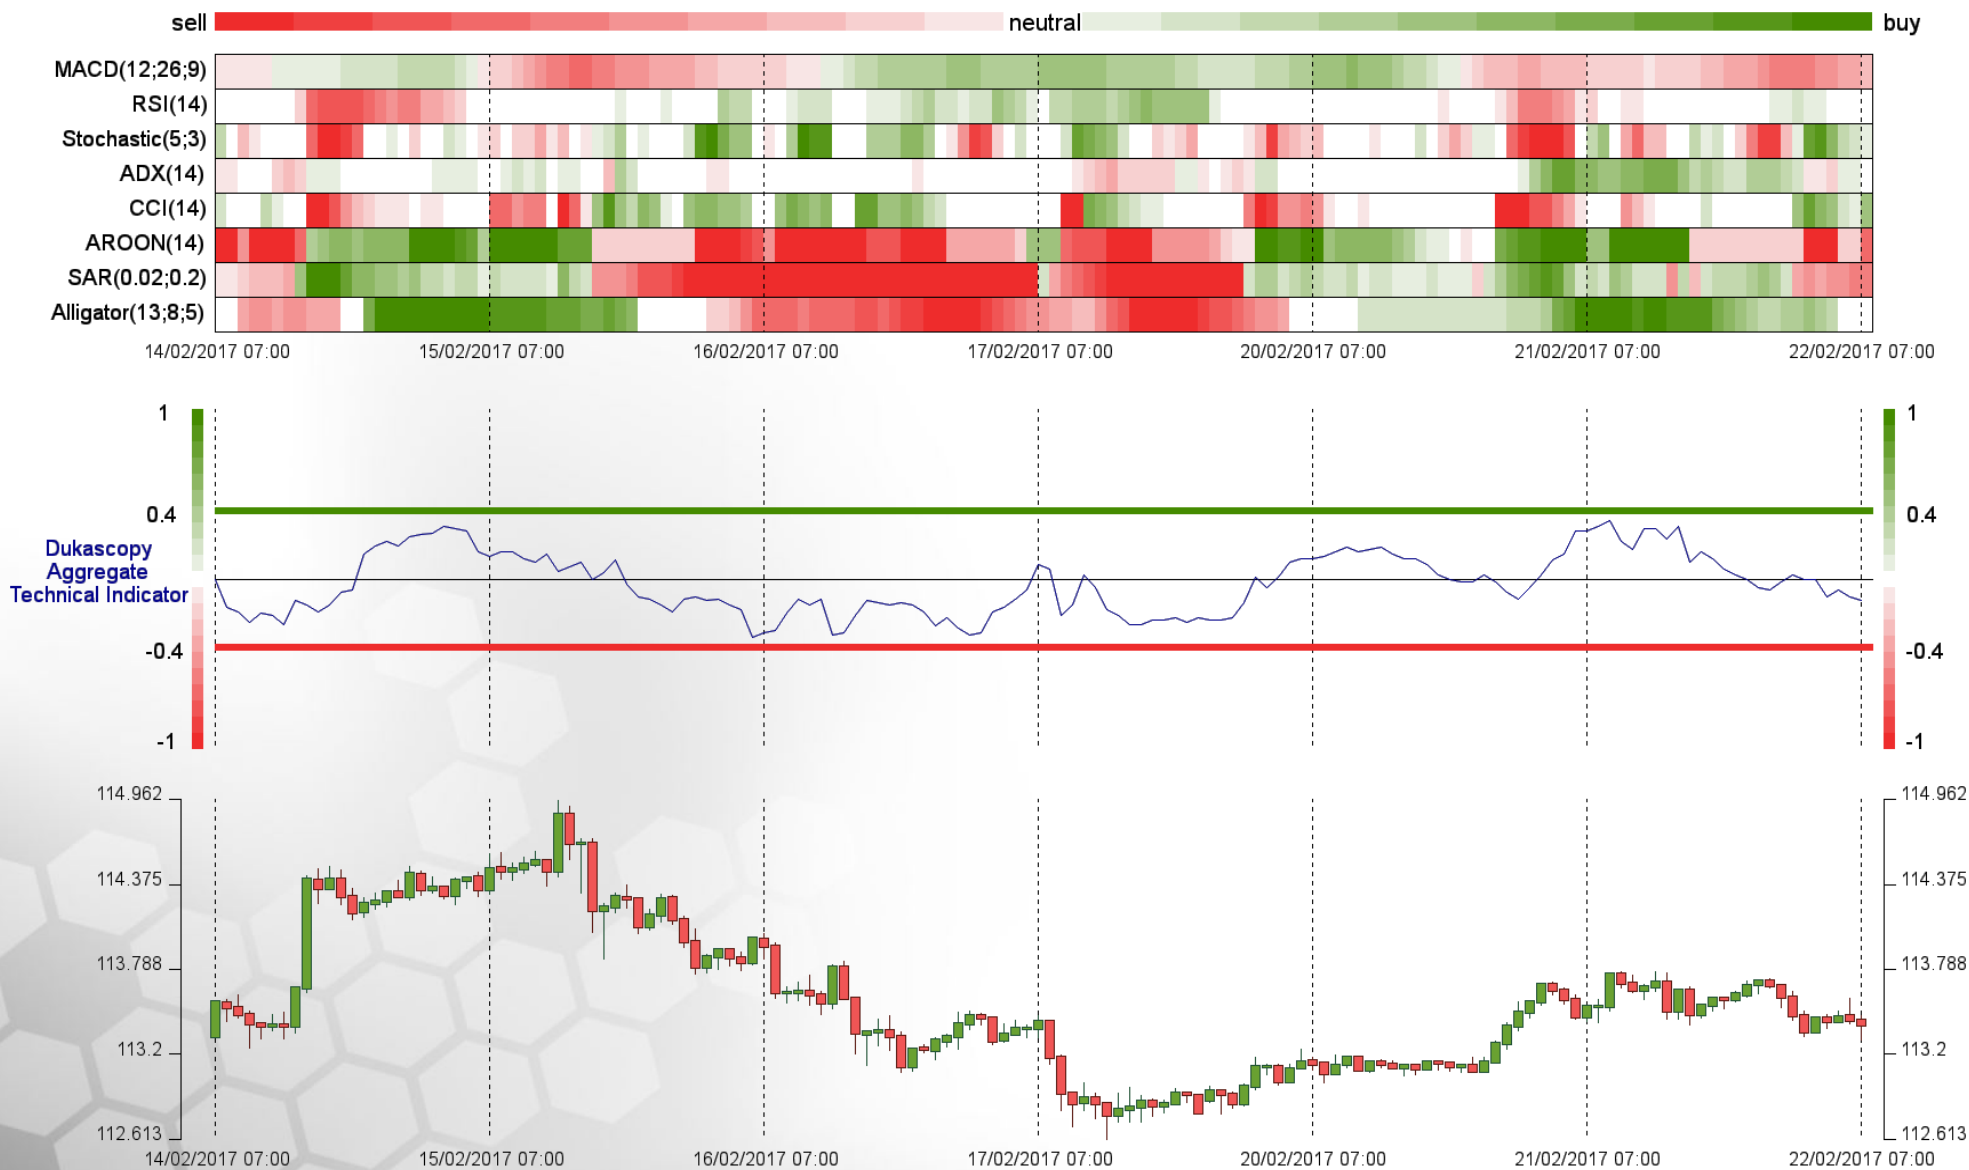 sell neutral buy
MACD(12;26;9)
RSI(14)
Stochastic(5;3)
ADX(14)
CCI(14)
AROON(14)
SAR(0.02;0.2)
Alligator(13;8;5)
14/02/2017 07:00 15/02/2017 07:00 16/02/2017 07:00 17/02/2017 07:00 20/02/2017 07:00 21/02/2017 07:00 22/02/2017 07:00
1 1
0.4 0.4
Dukascopy
Aggregate
Technical Indicator
-0.4 -0.4
-1 -1
114.962 114.962
114.375 114.375
113.788 113.788
113.2 113.2
112.613 112.613
14/02/2017 07:00 15/02/2017 07:00 16/02/2017 07:00 17/02/2017 07:00 20/02/2017 07:00 21/02/2017 07:00 22/02/2017 07:00